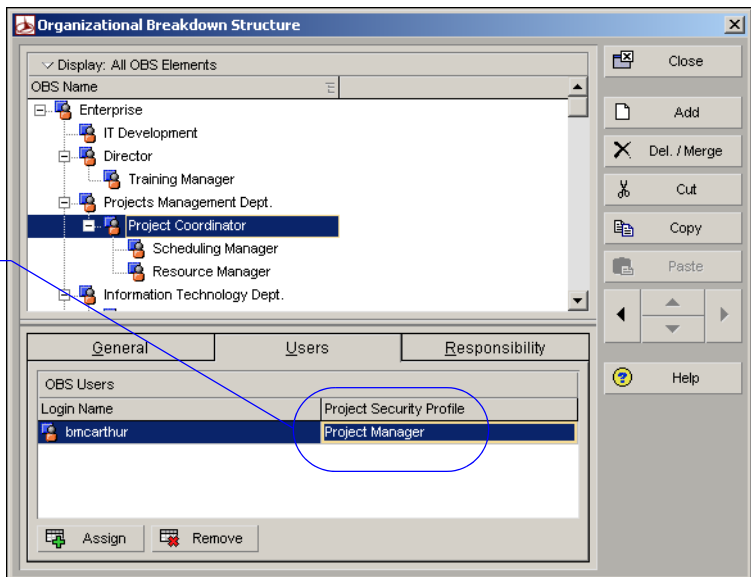 Organizational Breakdown Structure
Display: All OBS Elements
OBS Name
Enterprise
IT Development
Director
Training Manager
Projects Management Dept.
Project Coordinator
Scheduling Manager
Resource Manager
Information Technology Dept.
General Users Responsibility
OBS Users
Login Name Project Security Profile
bmcarthur Project Manager
Assign Remove
Close
Add
Del. / Merge
Cut
Copy
Paste
Help